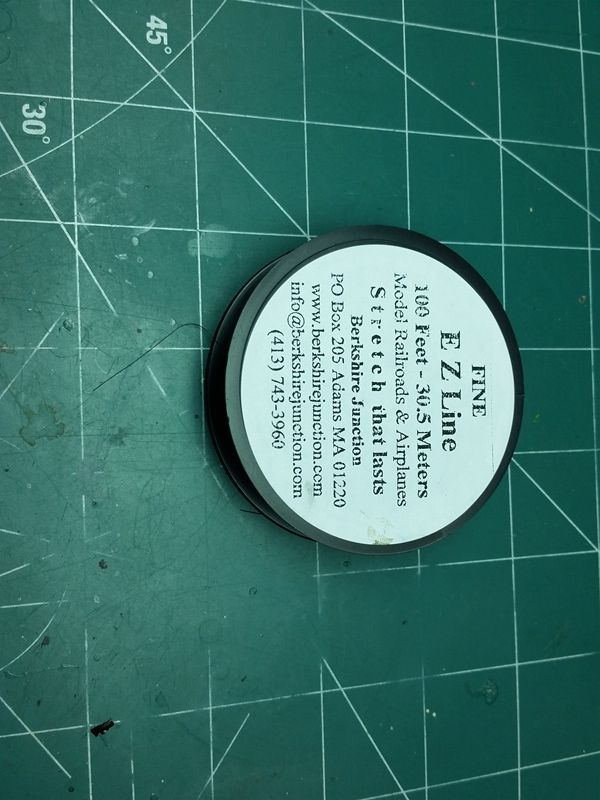 FINE
E Z Line
100 Feet - 30.5 Meters
Model Railroads & Airplanes
Stretch that lasts
Berkshire Junction
PO Box 205 Adams MA 01220
www.berkshirejunction.com
info@berkshirejunction.com
(413) 743-3960
45°
30°